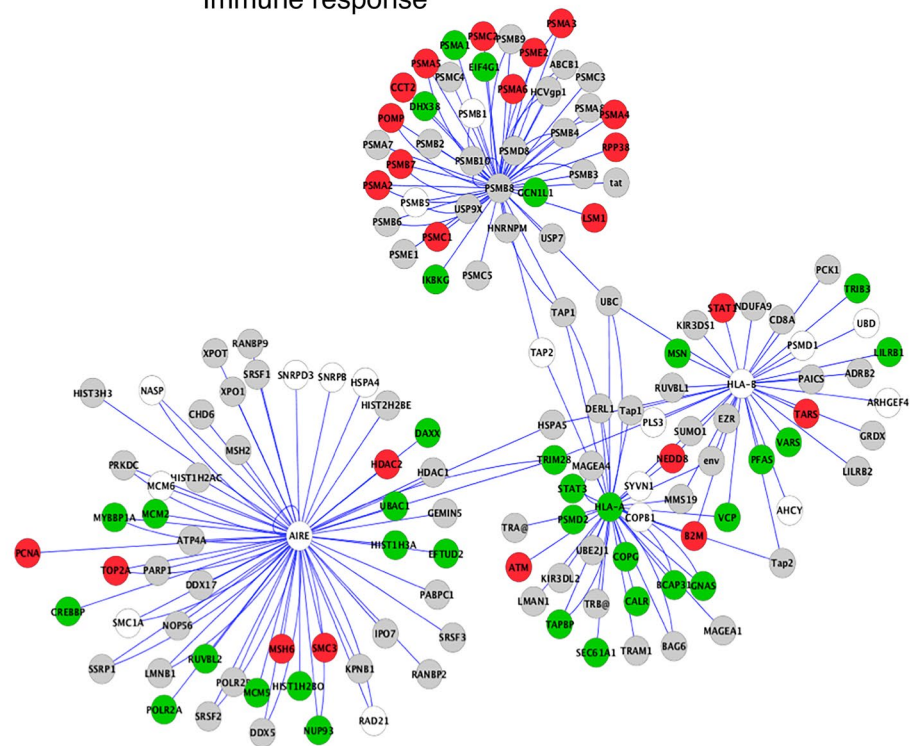 Immune response
PSMA3
PSMC2
PSMB9
PSMA1
PSME2
PSMA5
EIF4G1
ABCB1
PSMC4
PSMC3
CCT2
PSMA6
HCVgp1
DHX38
PSMB1
PSMA4
POMP
PSMB4
PSMA7
PSMB2
RPP38
PSMD8
PSMB10
PSMB7
PSMB3
tat
PSMA2
PSMB8
GCN1L1
PSMB5
USP9X
PSMB6
LSM1
HNRNPM
PSMC1
USP7
PSME1
IKBKG
PSMC5
PCK1
TRIB3
UBC
TAP1
STAT1
NDUFA9
CD8A
KIR3DS1
UBD
PSMD1
MSN
LILRB1
TAP2
HLA-B
PAICS
ADRB2
RUVBL1
ARHGEF4
DERL1
Tap1
TARS
PLS3
EZR
HSPA5
SUMO1
GRDX
VARS
TRIM28
NEDD8
env
PFAS
LILRB2
MAGEA4
STAT3
SYVN1
MMS19
HLA-A
AHCY
PSMD2
COPB1
VCP
TRA@
B2M
UBE2J1
COPG
Tap2
ATM
KIR3DL2
BCAP31
GNAS
LMAN1
TRB@
CALR
TAPBP
MAGEA1
SEC61A1
TRAM1
BAG6
RANBP9
XPOT
SRSF1
SNRPD3
SNRPB
HSPA4
HIST3H3
NASP
XPO1
HIST2H2BE
CHD6
DAXX
MSH2
PRKDC
HDAC2
HDAC1
HIST1H2AC
MCM6
UBAC1
MYBBP1A
MCM2
GEMIN5
AIRE
ATP4A
HIST1H3A
EFTUD2
PCNA
TOP2A
PARP1
DDX17
PABPC1
CREBBP
SMC1A
NOP56
IPO7
SRSF3
MSH6
SMC3
RUVBL2
SSRP1
LMNB1
KPNB1
RANBP2
MCM5
HIST1H2BO
POLR2A
SRSF2
RAD21
DDX5
NUP93